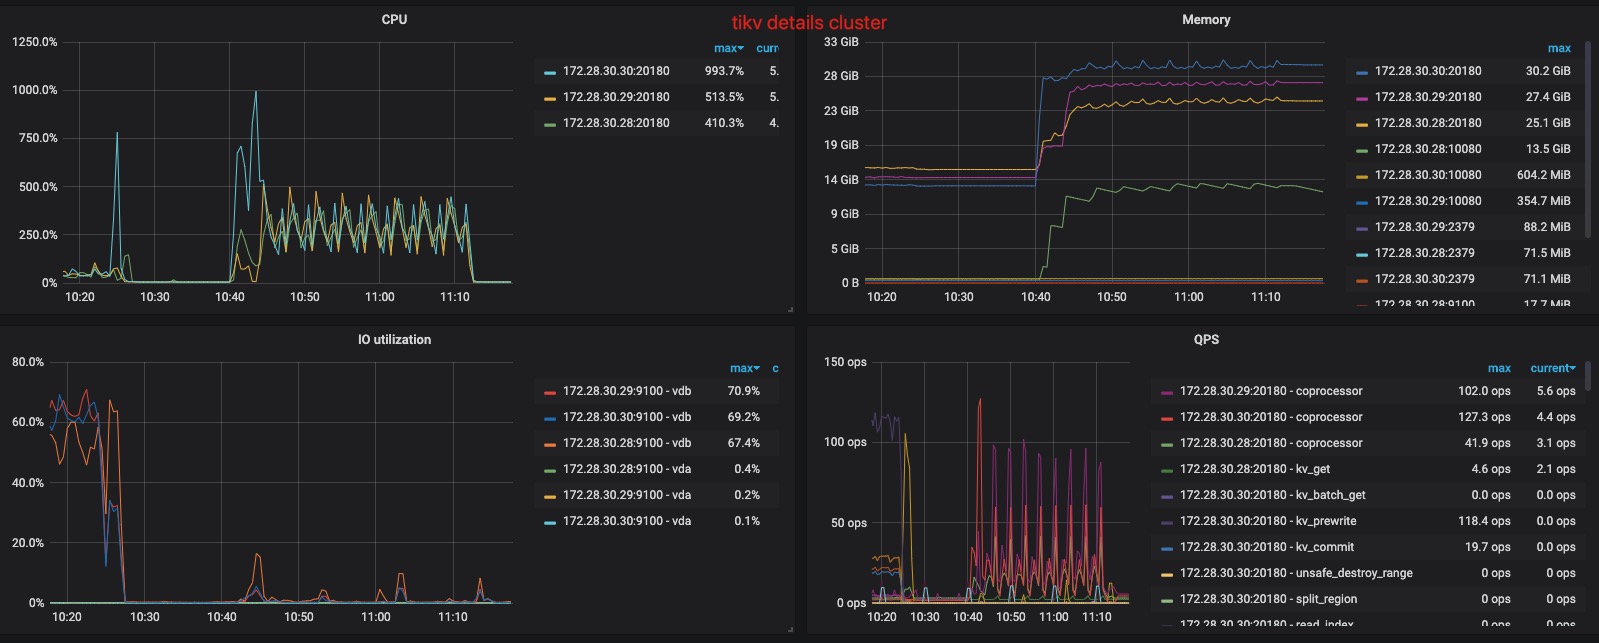 tikv details cluster
CPU
1250.0%
1000.0%
750.0%
500.0%
250.0%
0%
10:20 10:30 10:40 10:50 11:00 11:10
max curr
172.28.30.30:20180 993.7% 5.
172.28.30.29:20180 513.5% 5.
172.28.30.28:20180 410.3% 4.
Memory
33 GiB
28 GiB
23 GiB
19 GiB
14 GiB
9 GiB
5 GiB
0 B
10:20 10:30 10:40 10:50 11:00 11:10
max
172.28.30.30:20180 30.2 GiB
172.28.30.29:20180 27.4 GiB
172.28.30.28:20180 25.1 GiB
172.28.30.28:10080 13.5 GiB
172.28.30.30:10080 604.2 MiB
172.28.30.29:10080 354.7 MiB
172.28.30.29:2379 88.2 MiB
172.28.30.28:2379 71.5 MiB
172.28.30.30:2379 71.1 MiB
172.28.30.28:9100 17.7 MiB
IO utilization
80.0%
60.0%
40.0%
20.0%
0%
10:20 10:30 10:40 10:50 11:00 11:10
max c
172.28.30.29:9100 - vdb 70.9%
172.28.30.30:9100 - vdb 69.2%
172.28.30.28:9100 - vdb 67.4%
172.28.30.28:9100 - vda 0.4%
172.28.30.29:9100 - vda 0.2%
172.28.30.30:9100 - vda 0.1%
QPS
150 ops
100 ops
50 ops
0 ops
10:20 10:30 10:40 10:50 11:00 11:10
max current
172.28.30.29:20180 - coprocessor 102.0 ops 5.6 ops
172.28.30.30:20180 - coprocessor 127.3 ops 4.4 ops
172.28.30.28:20180 - coprocessor 41.9 ops 3.1 ops
172.28.30.28:20180 - kv_get 4.6 ops 2.1 ops
172.28.30.30:20180 - kv_batch_get 0.0 ops 0.0 ops
172.28.30.30:20180 - kv_prewrite 118.4 ops 0.0 ops
172.28.30.30:20180 - kv_commit 19.7 ops 0.0 ops
172.28.30.30:20180 - unsafe_destroy_range 0 ops 0 ops
172.28.30.30:20180 - split_region 0 ops 0 ops
172.28.30.30:20180 - read_index 0 ops 0 ops